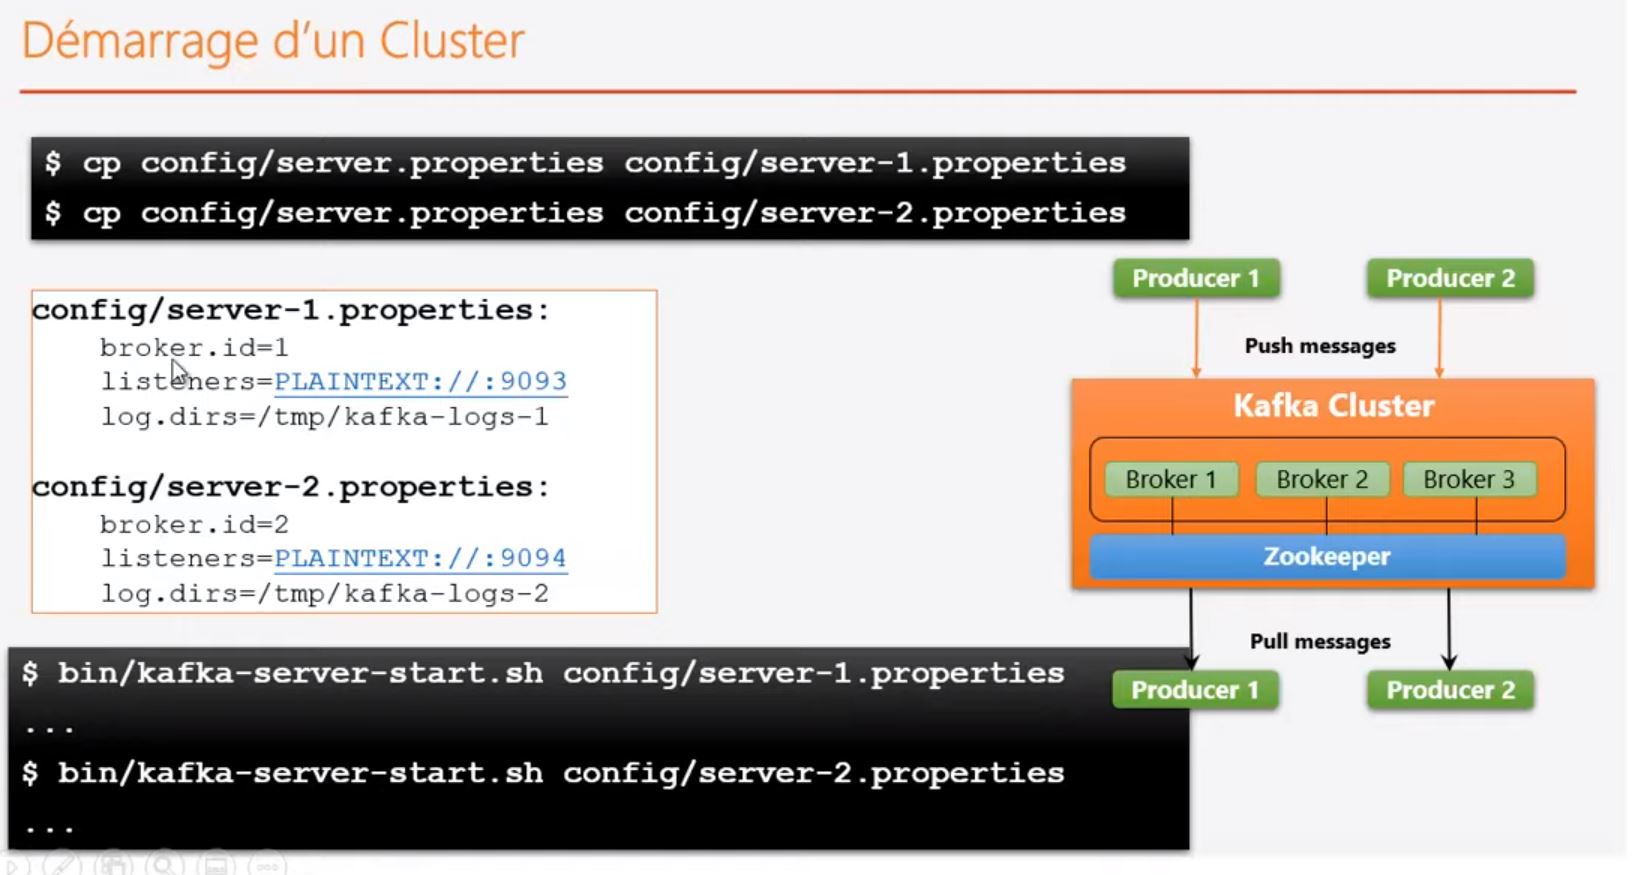 Démarrage d'un Cluster
$ cp config/server.properties config/server-1.properties
$ cp config/server.properties config/server-2.properties
config/server-1.properties:
broker.id=1
listeners=PLAINTEXT://:9093
log.dirs=/tmp/kafka-logs-1
config/server-2.properties:
broker.id=2
listeners=PLAINTEXT://:9094
log.dirs=/tmp/kafka-logs-2
$ bin/kafka-server-start.sh config/server-1.properties
...
$ bin/kafka-server-start.sh config/server-2.properties
...
Producer 1 Producer 2
Push messages
Kafka Cluster
Broker 1 Broker 2 Broker 3
Zookeeper
Pull messages
Producer 1 Producer 2